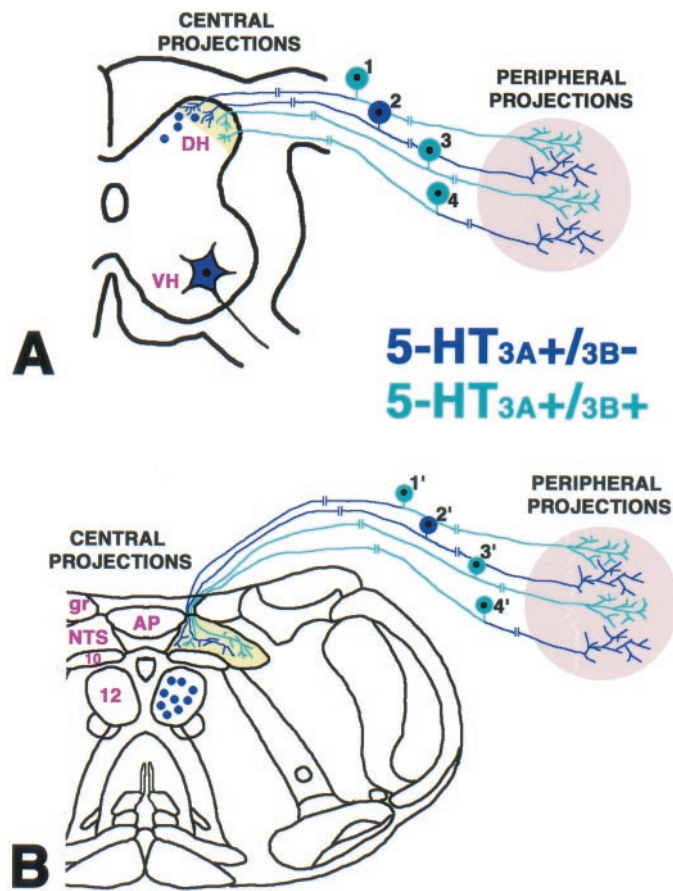 CENTRAL
PROJECTIONS
1
PERIPHERAL
PROJECTIONS
2
3
DH
4
VH
A
5-HT3A+/3B-
5-HT3A+/3B+
1'
PERIPHERAL
PROJECTIONS
2'
CENTRAL
PROJECTIONS
3'
4'
gr
AP
NTS
10
12
B